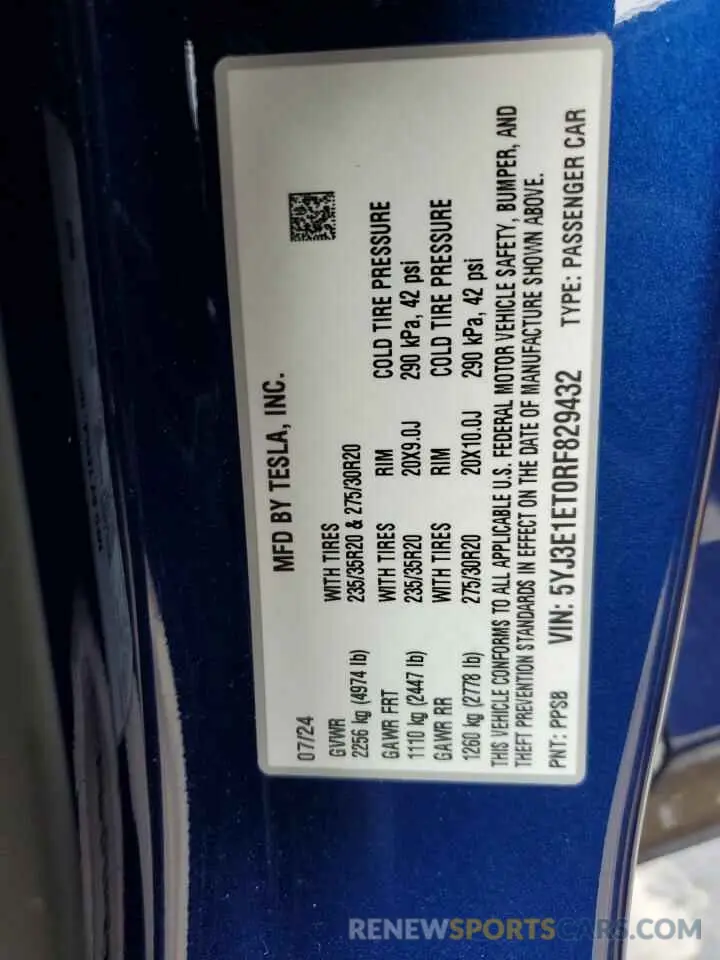 07/24 MFD BY TESLA, INC.
GVWR WITH TIRES
2256 kg (4974 lb) 235/35R20 & 275/30R20
GAWR FRT WITH TIRES RIM COLD TIRE PRESSURE
1110 kg (2447 lb) 235/35R20 20X9.0J 290 kPa, 42 psi
GAWR RR WITH TIRES RIM COLD TIRE PRESSURE
1260 kg (2778 lb) 275/30R20 20X10.0J 290 kPa, 42 psi
THIS VEHICLE CONFORMS TO ALL APPLICABLE U.S. FEDERAL MOTOR VEHICLE SAFETY, BUMPER, AND
THEFT PREVENTION STANDARDS IN EFFECT ON THE DATE OF MANUFACTURE SHOWN ABOVE.
PNT: PPSB VIN: 5YJ3E1ET0RF829432 TYPE: PASSENGER CAR
RENEWSPORTSCARS.COM